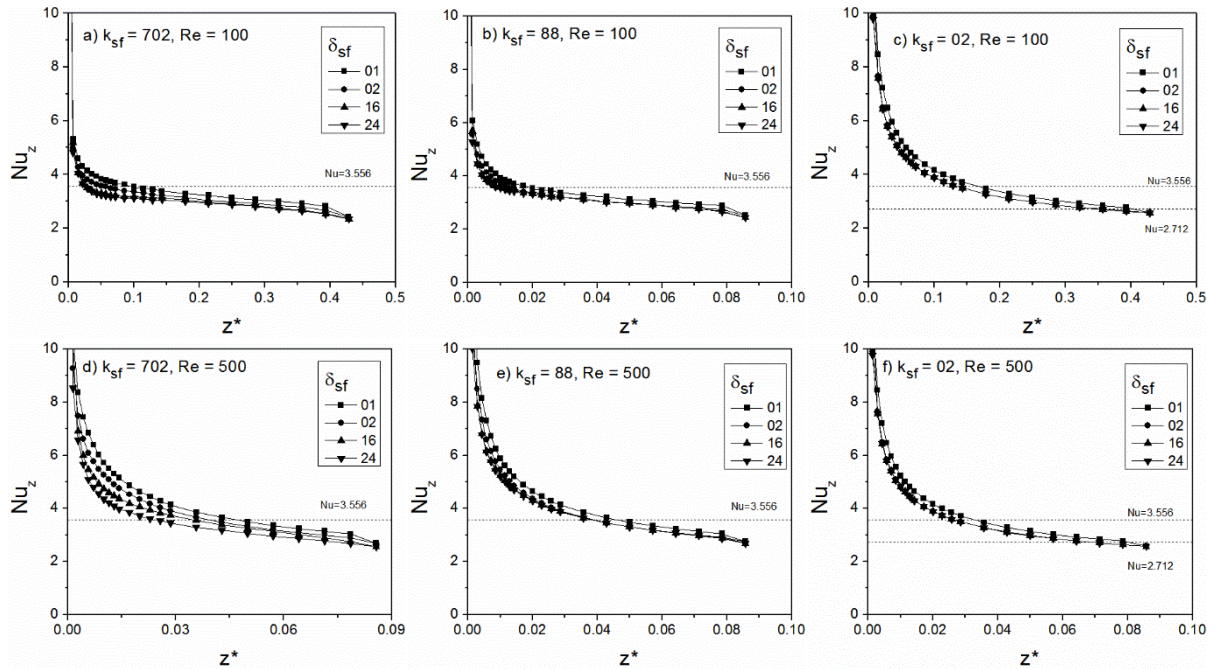 a) k_sf = 702, Re = 100
δ_sf
01
02
16
24
Nu=3.556
Nu_z
10
8
6
4
2
0
0.0 0.1 0.2 0.3 0.4 0.5
z*
b) k_sf = 88, Re = 100
δ_sf
01
02
16
24
Nu=3.556
Nu_z
10
8
6
4
2
0
0.00 0.02 0.04 0.06 0.08 0.10
z*
c) k_sf = 02, Re = 100
δ_sf
01
02
16
24
Nu=3.556
Nu=2.712
Nu_z
10
8
6
4
2
0
0.0 0.1 0.2 0.3 0.4 0.5
z*
d) k_sf = 702, Re = 500
δ_sf
01
02
16
24
Nu=3.556
Nu_z
10
8
6
4
2
0
0.00 0.03 0.06 0.09
z*
e) k_sf = 88, Re = 500
δ_sf
01
02
16
24
Nu=3.556
Nu_z
10
8
6
4
2
0
0.00 0.02 0.04 0.06 0.08 0.10
z*
f) k_sf = 02, Re = 500
δ_sf
01
02
16
24
Nu=3.556
Nu=2.712
Nu_z
10
8
6
4
2
0
0.00 0.02 0.04 0.06 0.08 0.10
z*